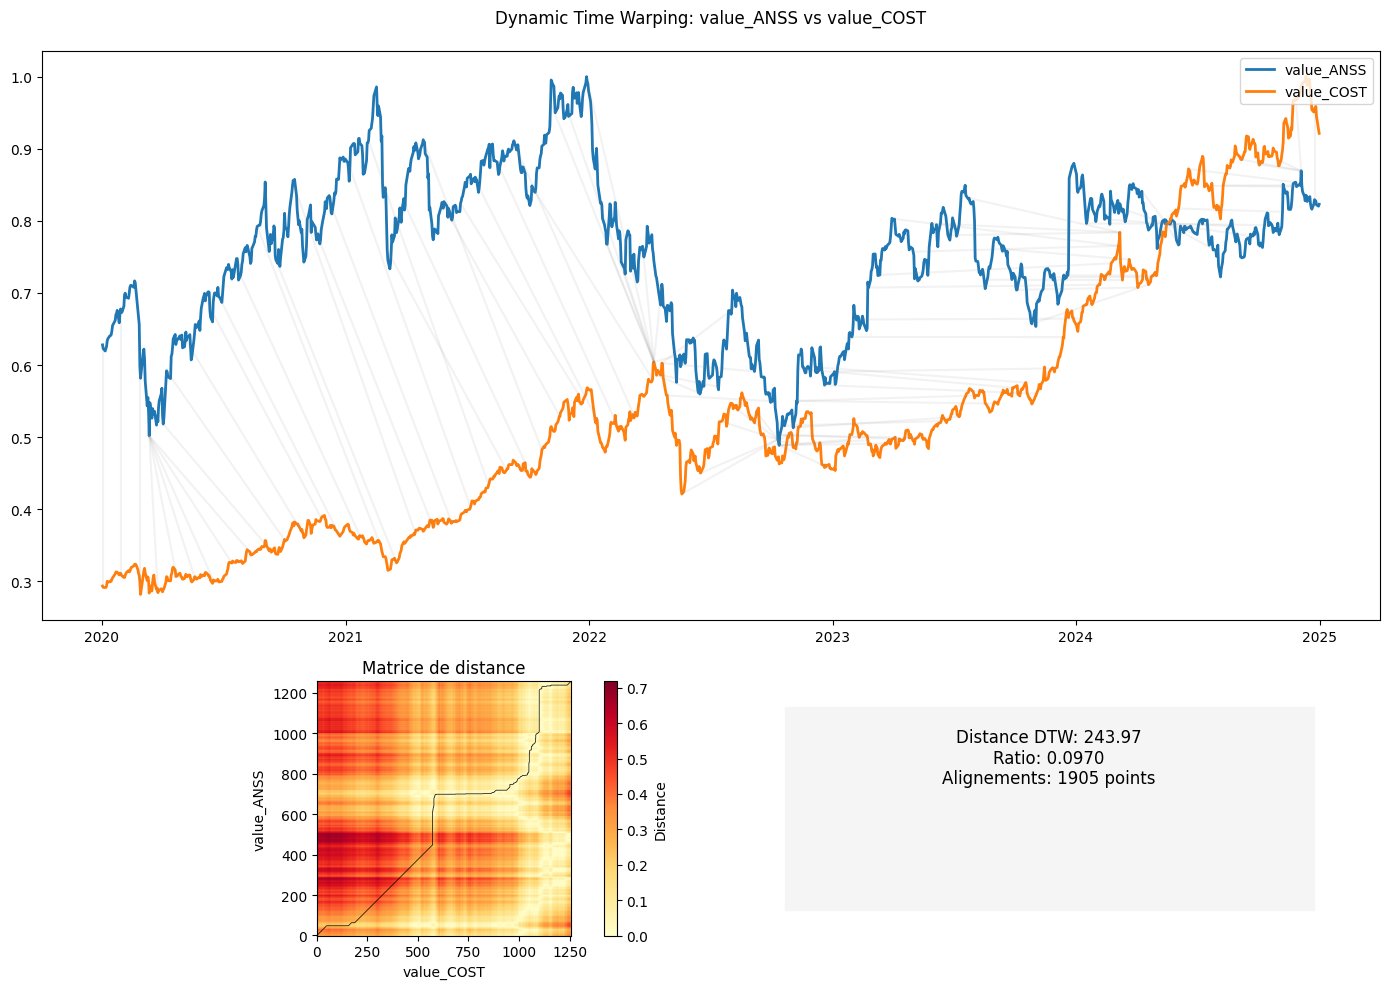 Dynamic Time Warping: value_ANSS vs value_COST
value_ANSS
value_COST
1.0
0.9
0.8
0.7
0.6
0.5
0.4
0.3
2020 2021 2022 2023 2024 2025
Matrice de distance
value_ANSS
1200
1000
800
600
400
200
0
0 250 500 750 1000 1250
value_COST
0.7
0.6
0.5
0.4
0.3
0.2
0.1
0.0
Distance
Distance DTW: 243.97
Ratio: 0.0970
Alignements: 1905 points